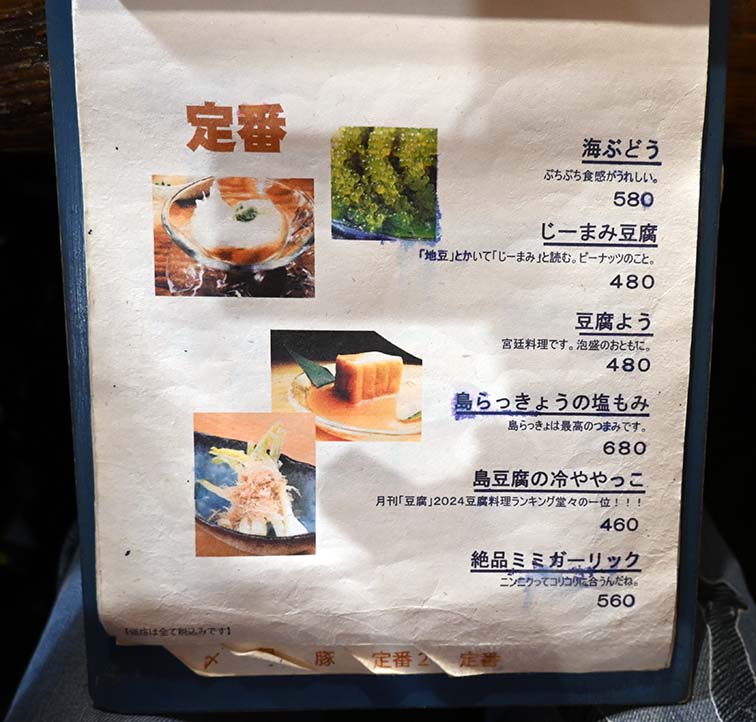 定番
海ぶどう
ぷちぷち食感がうれしい。
580
じーまみ豆腐
「地豆」とかいて「じーまみ」と読む。ピーナッツのこと。
480
豆腐よう
宮廷料理です。泡盛のおともに。
480
島らっきょうの塩もみ
島らっきょは最高のつまみです。
680
島豆腐の冷ややっこ
月刊「豆腐」2024豆腐料理ランキング堂々の一位！！！
460
絶品ミミガーリック
ニンニクってコリコリに合うんだね。
560
【価格は全て税込みです】
〆 豚 定番２ 定番